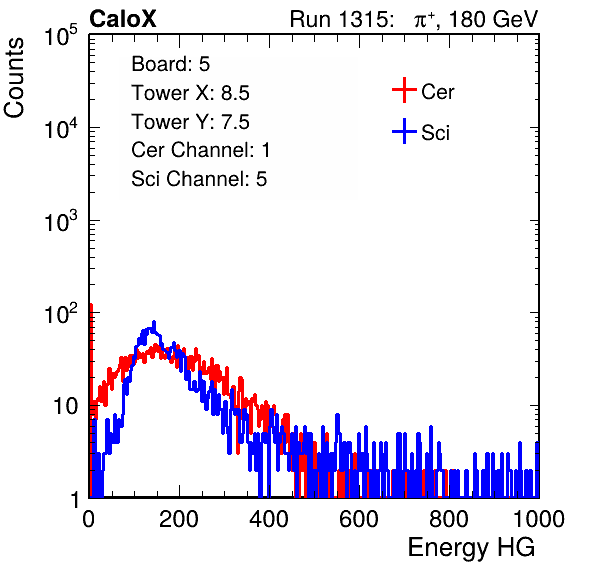 CaloX Run 1315: π⁺, 180 GeV
Board: 5
Tower X: 8.5
Tower Y: 7.5
Cer Channel: 1
Sci Channel: 5
Cer
Sci
Counts
10⁵
10⁴
10³
10²
10
1
0 200 400 600 800 1000
Energy HG